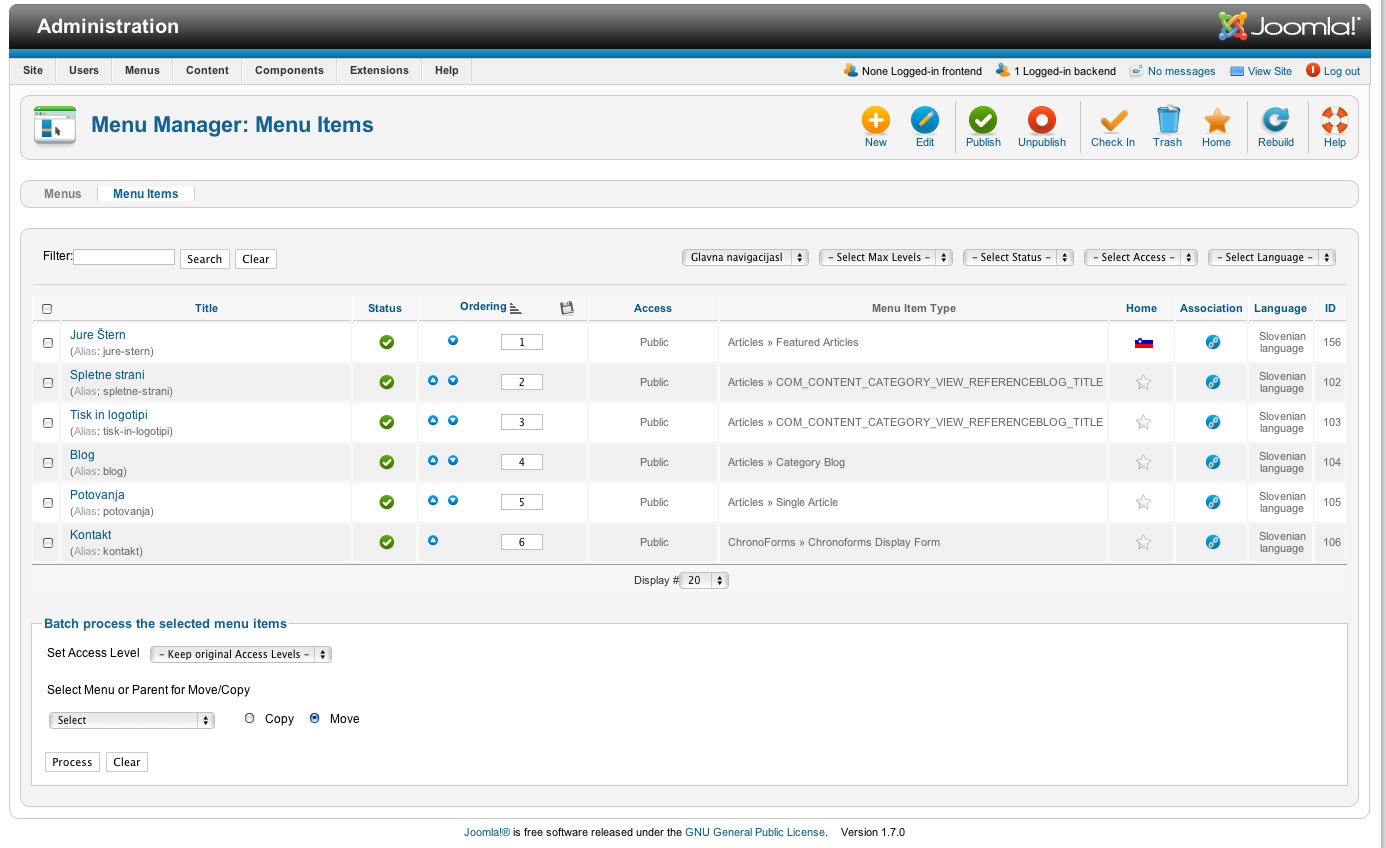 Administration
Joomla!®
Site Users Menus Content Components Extensions Help None Logged-in frontend 1 Logged-in backend No messages View Site Log out
Menu Manager: Menu Items
New Edit Publish Unpublish Check In Trash Home Rebuild Help
Menus Menu Items
Filter: Search Clear Glavna navigacijasl – Select Max Levels – – Select Status – – Select Access – – Select Language –
Title Status Ordering Access Menu Item Type Home Association Language ID
Jure Štern
(Alias: jure-stern)
1 Public Articles » Featured Articles Slovenian language 156
Spletne strani
(Alias: spletne-strani)
2 Public Articles » COM_CONTENT_CATEGORY_VIEW_REFERENCEBLOG_TITLE Slovenian language 102
Tisk in logotipi
(Alias: tisk-in-logotipi)
3 Public Articles » COM_CONTENT_CATEGORY_VIEW_REFERENCEBLOG_TITLE Slovenian language 103
Blog
(Alias: blog)
4 Public Articles » Category Blog Slovenian language 104
Potovanja
(Alias: potovanja)
5 Public Articles » Single Article Slovenian language 105
Kontakt
(Alias: kontakt)
6 Public ChronoForms » Chronoforms Display Form Slovenian language 106
Display # 20
Batch process the selected menu items
Set Access Level – Keep original Access Levels –
Select Menu or Parent for Move/Copy
Select Copy Move
Process Clear
Joomla!® is free software released under the GNU General Public License. Version 1.7.0